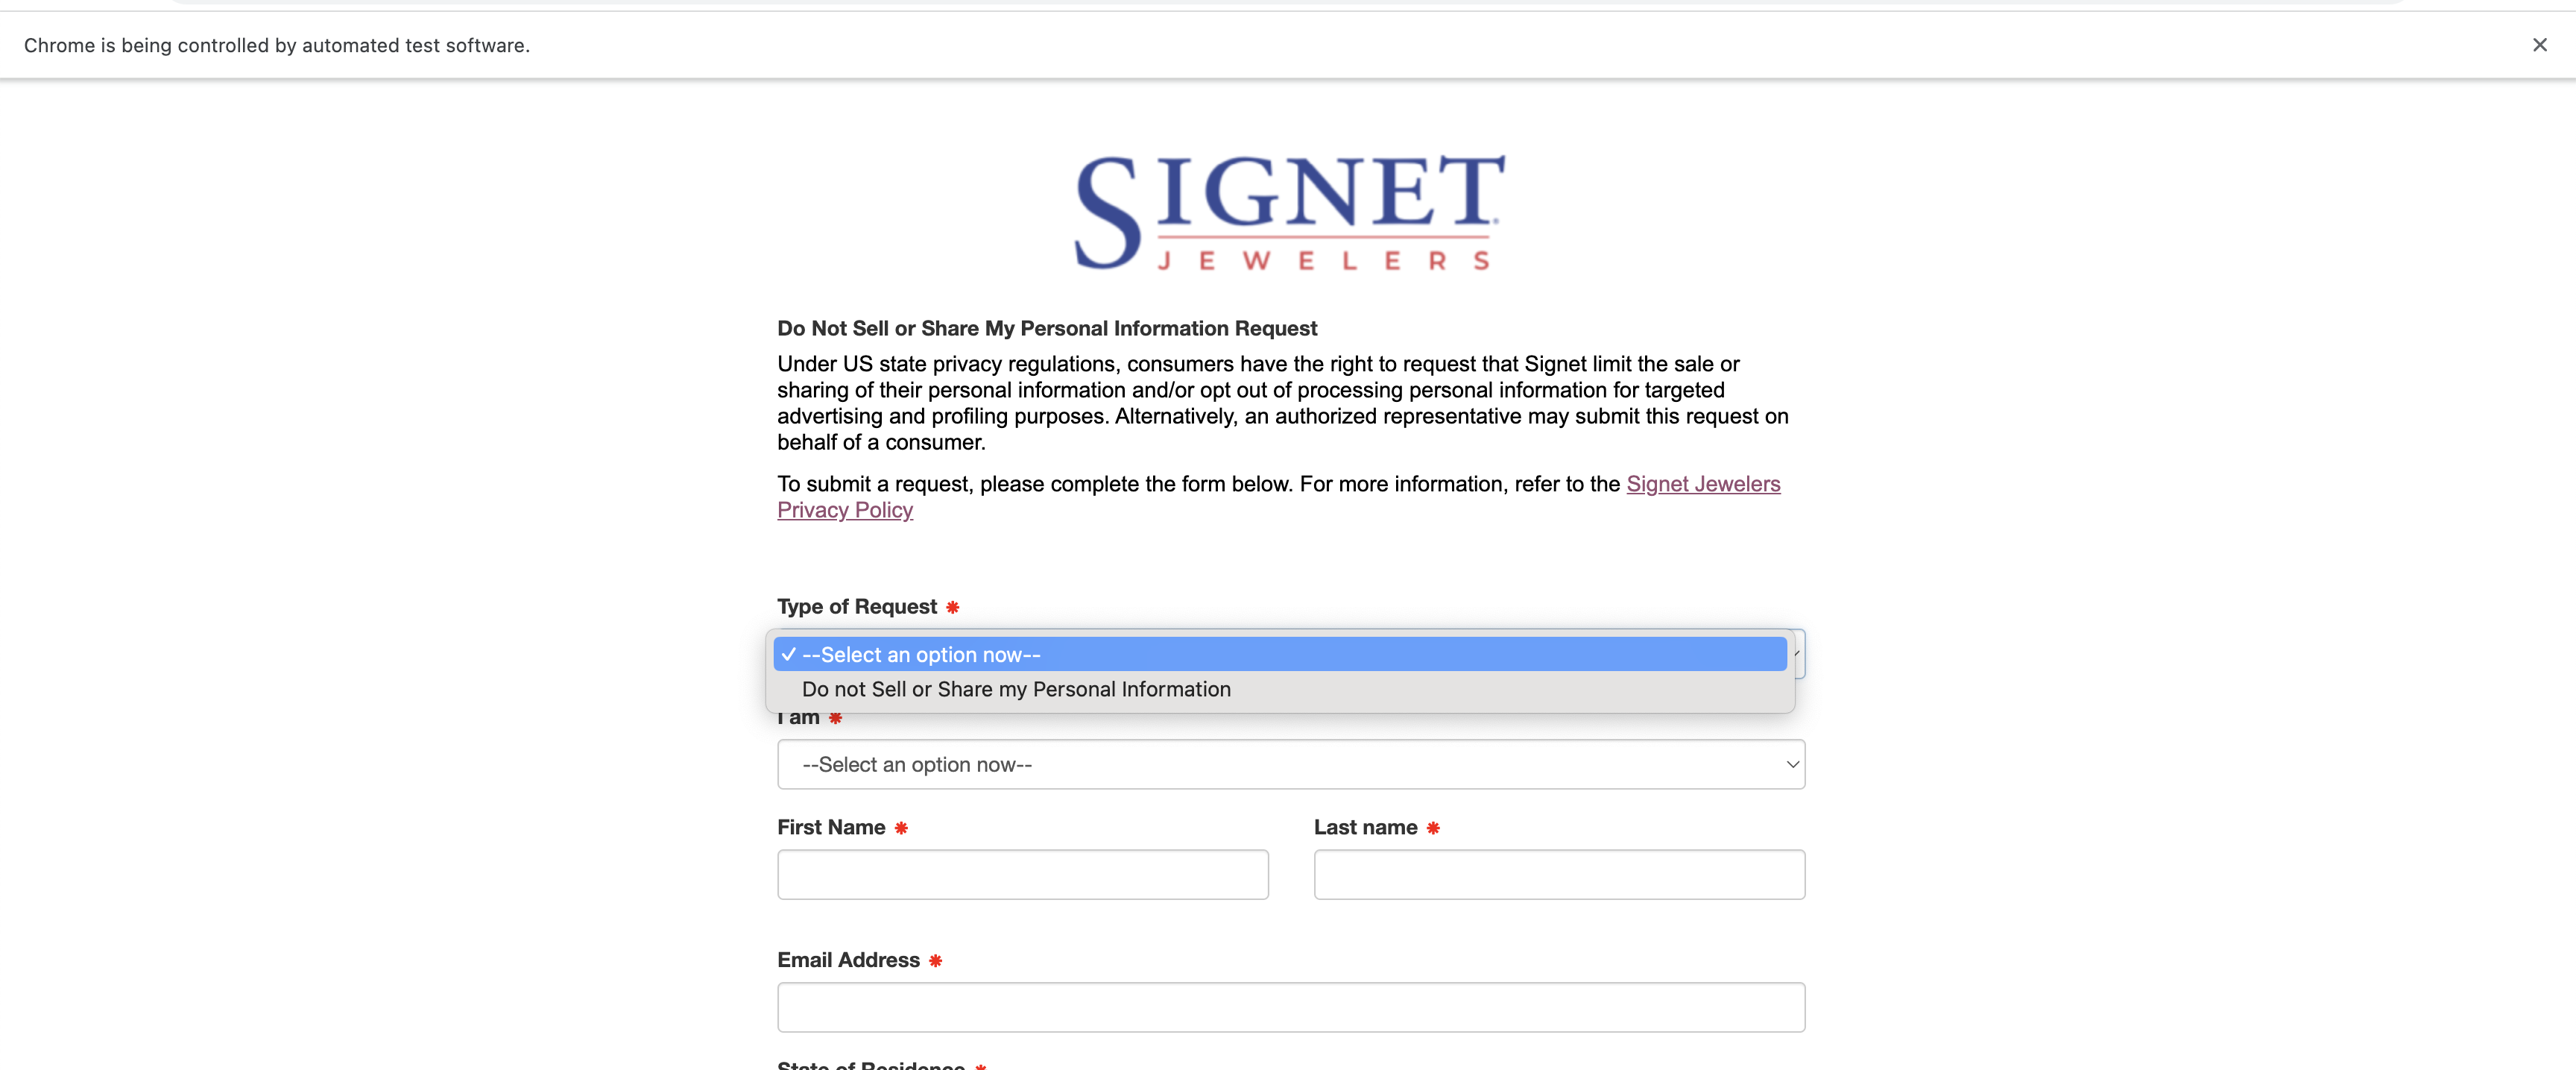 Chrome is being controlled by automated test software.
SIGNET
JEWELERS
Do Not Sell or Share My Personal Information Request
Under US state privacy regulations, consumers have the right to request that Signet limit the sale or
sharing of their personal information and/or opt out of processing personal information for targeted
advertising and profiling purposes. Alternatively, an authorized representative may submit this request on
behalf of a consumer.
To submit a request, please complete the form below. For more information, refer to the Signet Jewelers
Privacy Policy
Type of Request *
✓ --Select an option now--
Do not Sell or Share my Personal Information
I am *
--Select an option now--
First Name * Last name *
Email Address *
State of Residence *